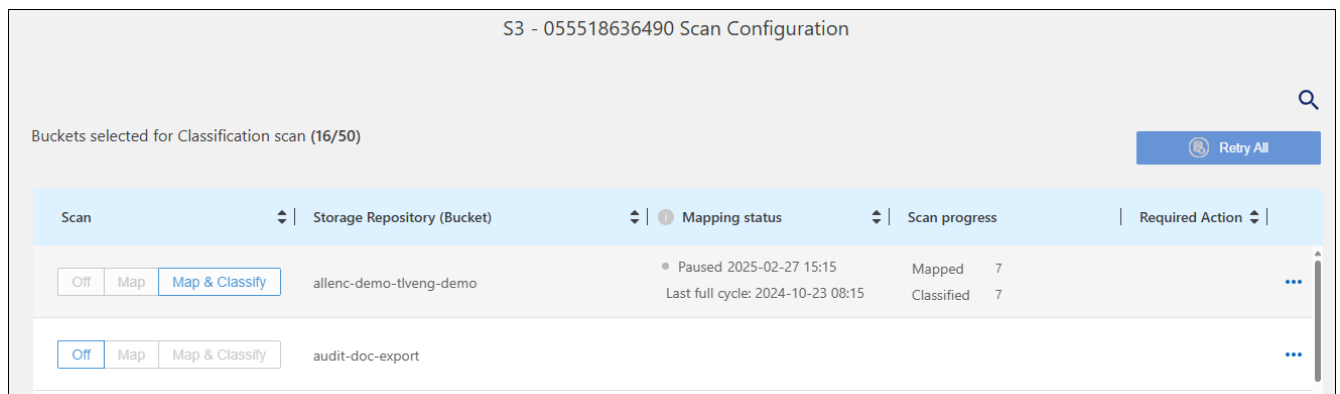 S3 - 055518636490 Scan Configuration
Buckets selected for Classification scan (16/50)
Retry All
Scan Storage Repository (Bucket) Mapping status Scan progress Required Action
Off Map Map & Classify allenc-demo-tlveng-demo Paused 2025-02-27 15:15 Mapped 7
Last full cycle: 2024-10-23 08:15 Classified 7
Off Map Map & Classify audit-doc-export